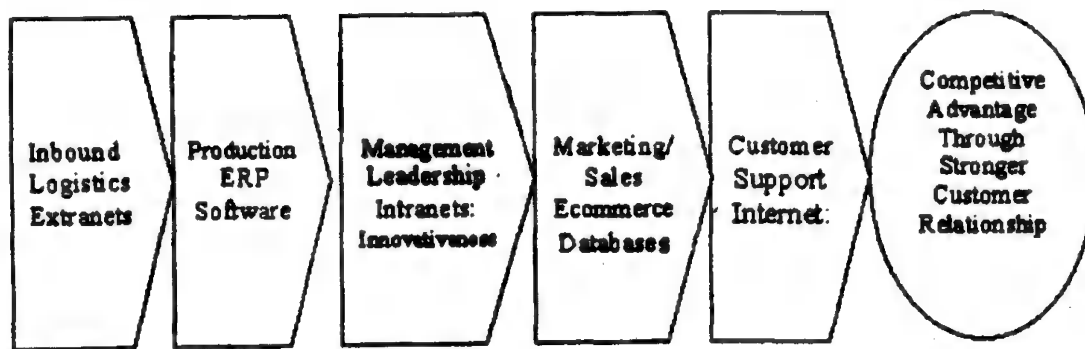 Inbound
Logistics
Extranets
Production
ERP
Software
Management
Leadership
Intranets:
Innovativeness
Marketing/
Sales
Ecommerce
Databases
Customer
Support
Internet:
Competitive
Advantage
Through
Stronger
Customer
Relationship